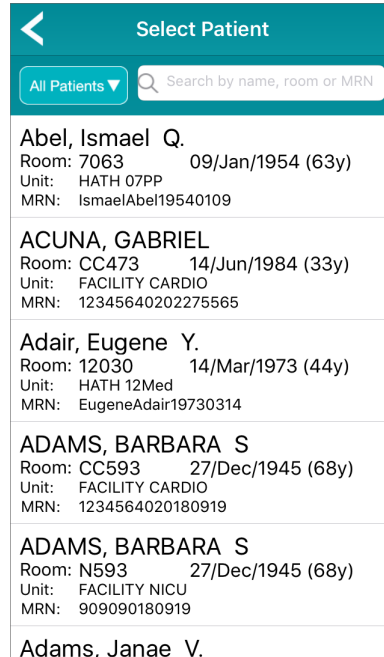 Select Patient
All Patients ▼ Search by name, room or MRN
Abel, Ismael Q.
Room: 7063 09/Jan/1954 (63y)
Unit: HATH 07PP
MRN: IsmaelAbel19540109
ACUNA, GABRIEL
Room: CC473 14/Jun/1984 (33y)
Unit: FACILITY CARDIO
MRN: 12345640202275565
Adair, Eugene Y.
Room: 12030 14/Mar/1973 (44y)
Unit: HATH 12Med
MRN: EugeneAdair19730314
ADAMS, BARBARA S
Room: CC593 27/Dec/1945 (68y)
Unit: FACILITY CARDIO
MRN: 1234564020180919
ADAMS, BARBARA S
Room: N593 27/Dec/1945 (68y)
Unit: FACILITY NICU
MRN: 909090180919
Adams, Janae V.